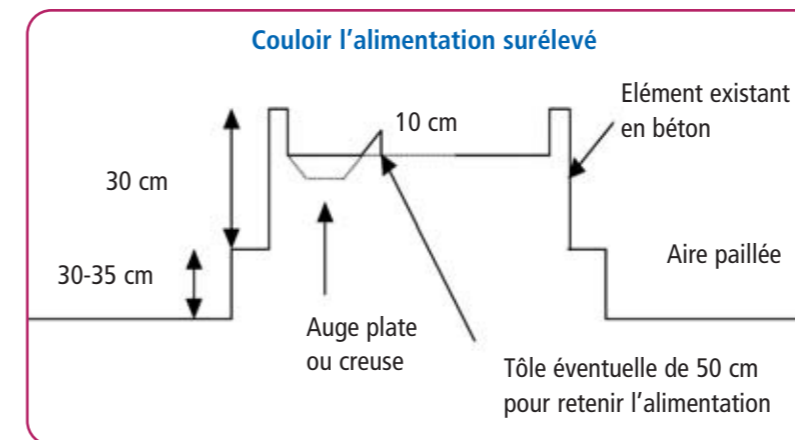 Couloir l’alimentation surélevé
Elément existant
en béton
10 cm
30 cm
Aire paillée
30-35 cm
Auge plate
ou creuse
Tôle éventuelle de 50 cm
pour retenir l’alimentation